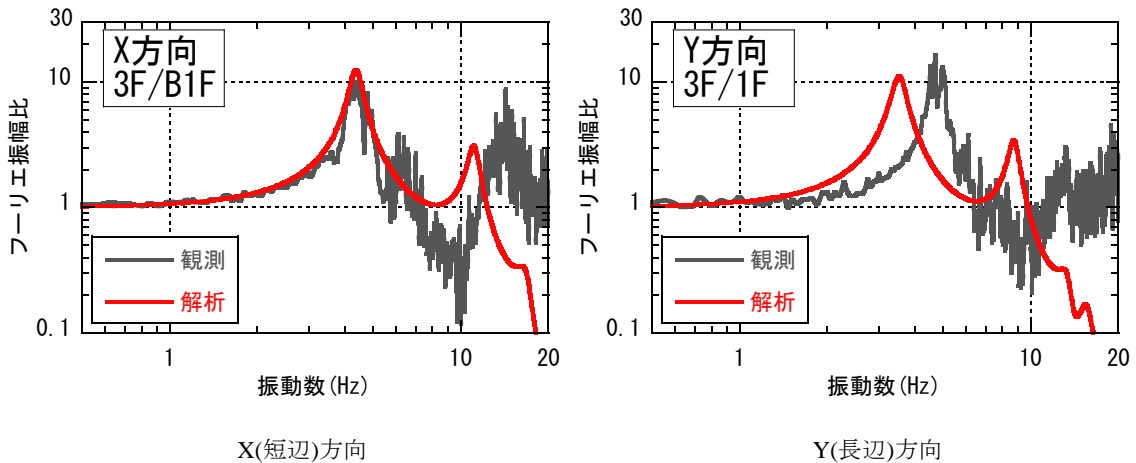 30
10
1
0.1
フーリエ振幅比
X方向
3F/B1F
観測
解析
1
10
20
振動数(Hz)
X(短辺)方向
30
10
1
0.1
フーリエ振幅比
Y方向
3F/1F
観測
解析
1
10
20
振動数(Hz)
Y(長辺)方向